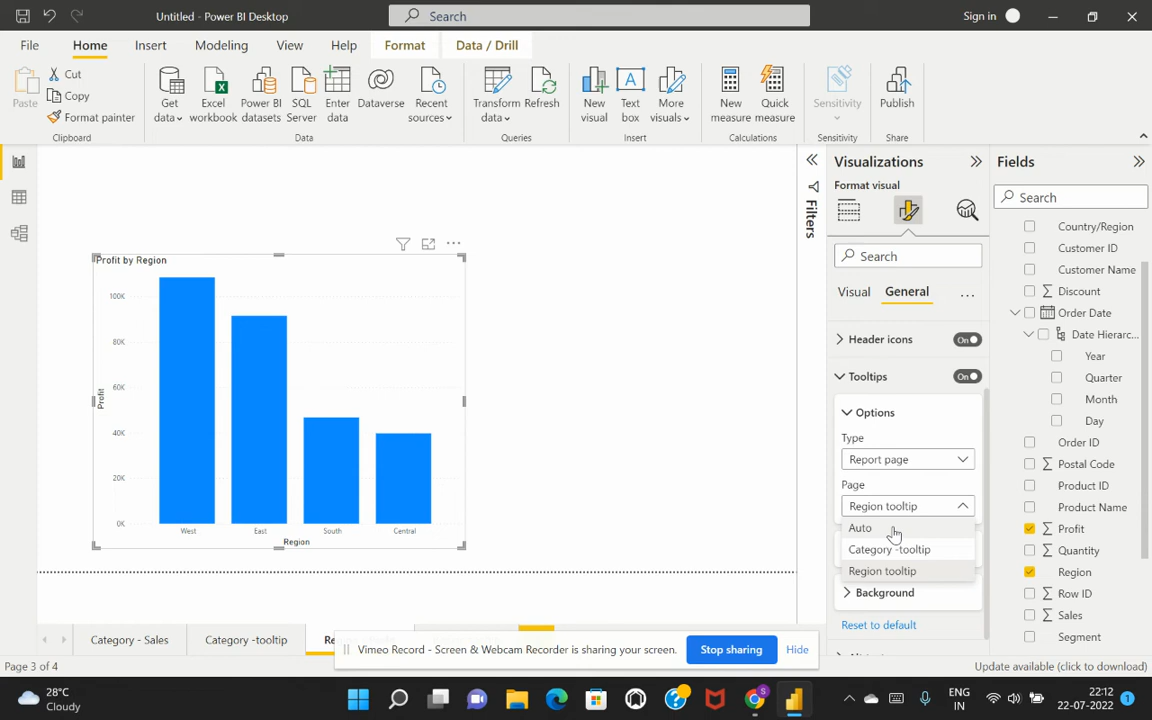 Untitled - Power BI Desktop
Search
Sign in
File
Home
Insert
Modeling
View
Help
Format
Data / Drill
Paste
Cut
Copy
Format painter
Clipboard
Get data
Excel workbook
Power BI datasets
SQL Server
Enter data
Dataverse
Recent sources
Data
Transform data
Refresh
Queries
New visual
Text box
More visuals
Insert
New measure
Quick measure
Calculations
Sensitivity
Sensitivity
Publish
Share
Profit by Region
100K
80K
60K
40K
20K
0K
Profit
West
East
South
Central
Region
Filters
Visualizations
Format visual
Search
Visual
General
Header icons
On
Tooltips
On
Options
Type
Report page
Page
Region tooltip
Auto
Category -tooltip
Region tooltip
Background
Reset to default
Fields
Search
Country/Region
Customer ID
Customer Name
Discount
Order Date
Date Hierarc...
Year
Quarter
Month
Day
Order ID
Postal Code
Product ID
Product Name
Profit
Quantity
Region
Row ID
Sales
Segment
Category - Sales
Category -tooltip
Vimeo Record - Screen & Webcam Recorder is sharing your screen.
Stop sharing
Hide
Page 3 of 4
Update available (click to download)
28°C
Cloudy
ENG
IN
22:12
22-07-2022
1